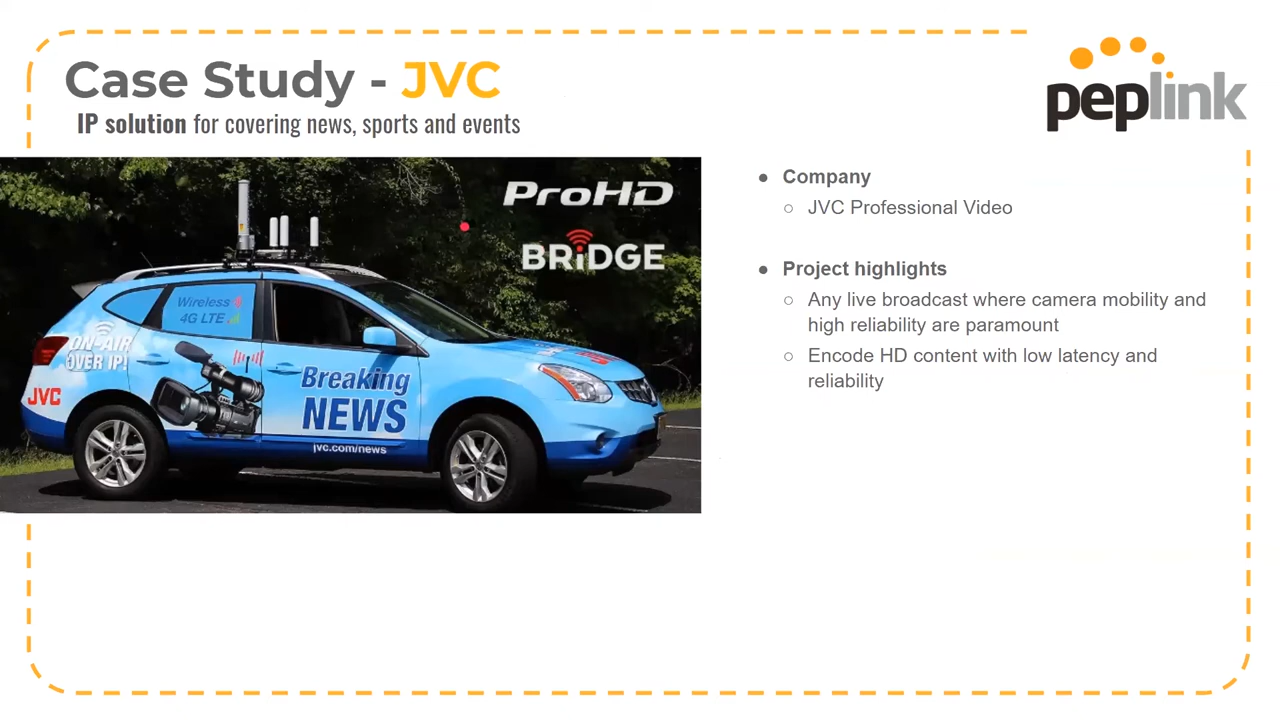 Case Study - JVC
IP solution for covering news, sports and events
peplink
ProHD
BRiDGE
Wireless
4G LTE
ON-AIR
OVER IP!
JVC
Breaking
NEWS
jvc.com/news
● Company
○ JVC Professional Video
● Project highlights
○ Any live broadcast where camera mobility and
high reliability are paramount
○ Encode HD content with low latency and
reliability